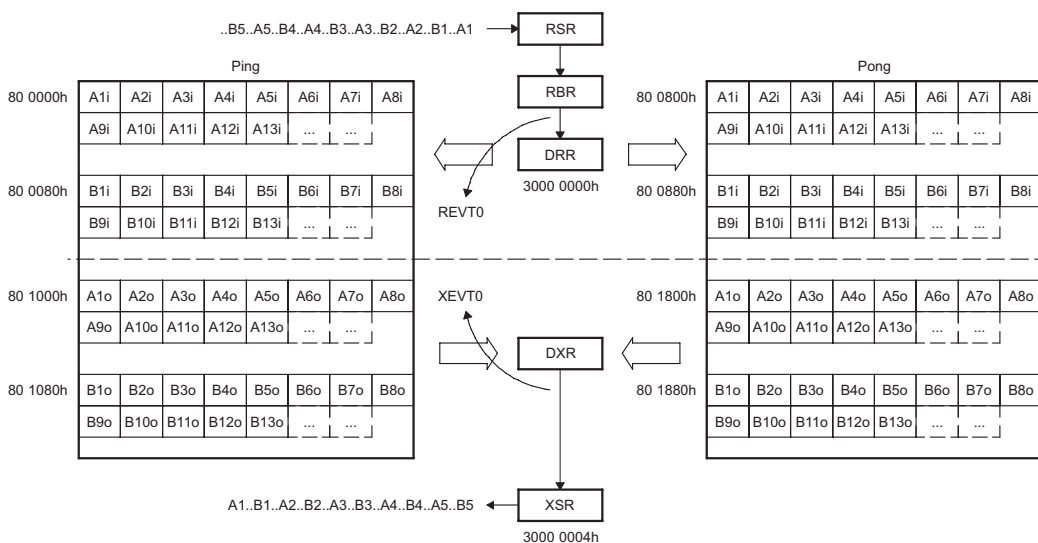 ..B5..A5..B4..A4..B3..A3..B2..A2..B1..A1
RSR
Ping
Pong
RBR
80 0000h
A1i A2i A3i A4i A5i A6i A7i A8i
A9i A10i A11i A12i A13i ... ...
80 0800h
A1i A2i A3i A4i A5i A6i A7i A8i
A9i A10i A11i A12i A13i ... ...
DRR
3000 0000h
80 0080h
B1i B2i B3i B4i B5i B6i B7i B8i
B9i B10i B11i B12i B13i ... ...
REVT0
80 0880h
B1i B2i B3i B4i B5i B6i B7i B8i
B9i B10i B11i B12i B13i ... ...
80 1000h
A1o A2o A3o A4o A5o A6o A7o A8o
A9o A10o A11o A12o A13o ... ...
XEVT0
80 1800h
A1o A2o A3o A4o A5o A6o A7o A8o
A9o A10o A11o A12o A13o ... ...
DXR
80 1080h
B1o B2o B3o B4o B5o B6o B7o B8o
B9o B10o B11o B12o B13o ... ...
80 1880h
B1o B2o B3o B4o B5o B6o B7o B8o
B9o B10o B11o B12o B13o ... ...
A1..B1..A2..B2..A3..B3..A4..B4..A5..B5
XSR
3000 0004h